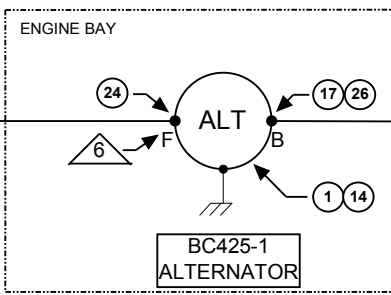 ENGINE BAY
24
17 26
ALT
F
B
6
1 14
BC425-1
ALTERNATOR